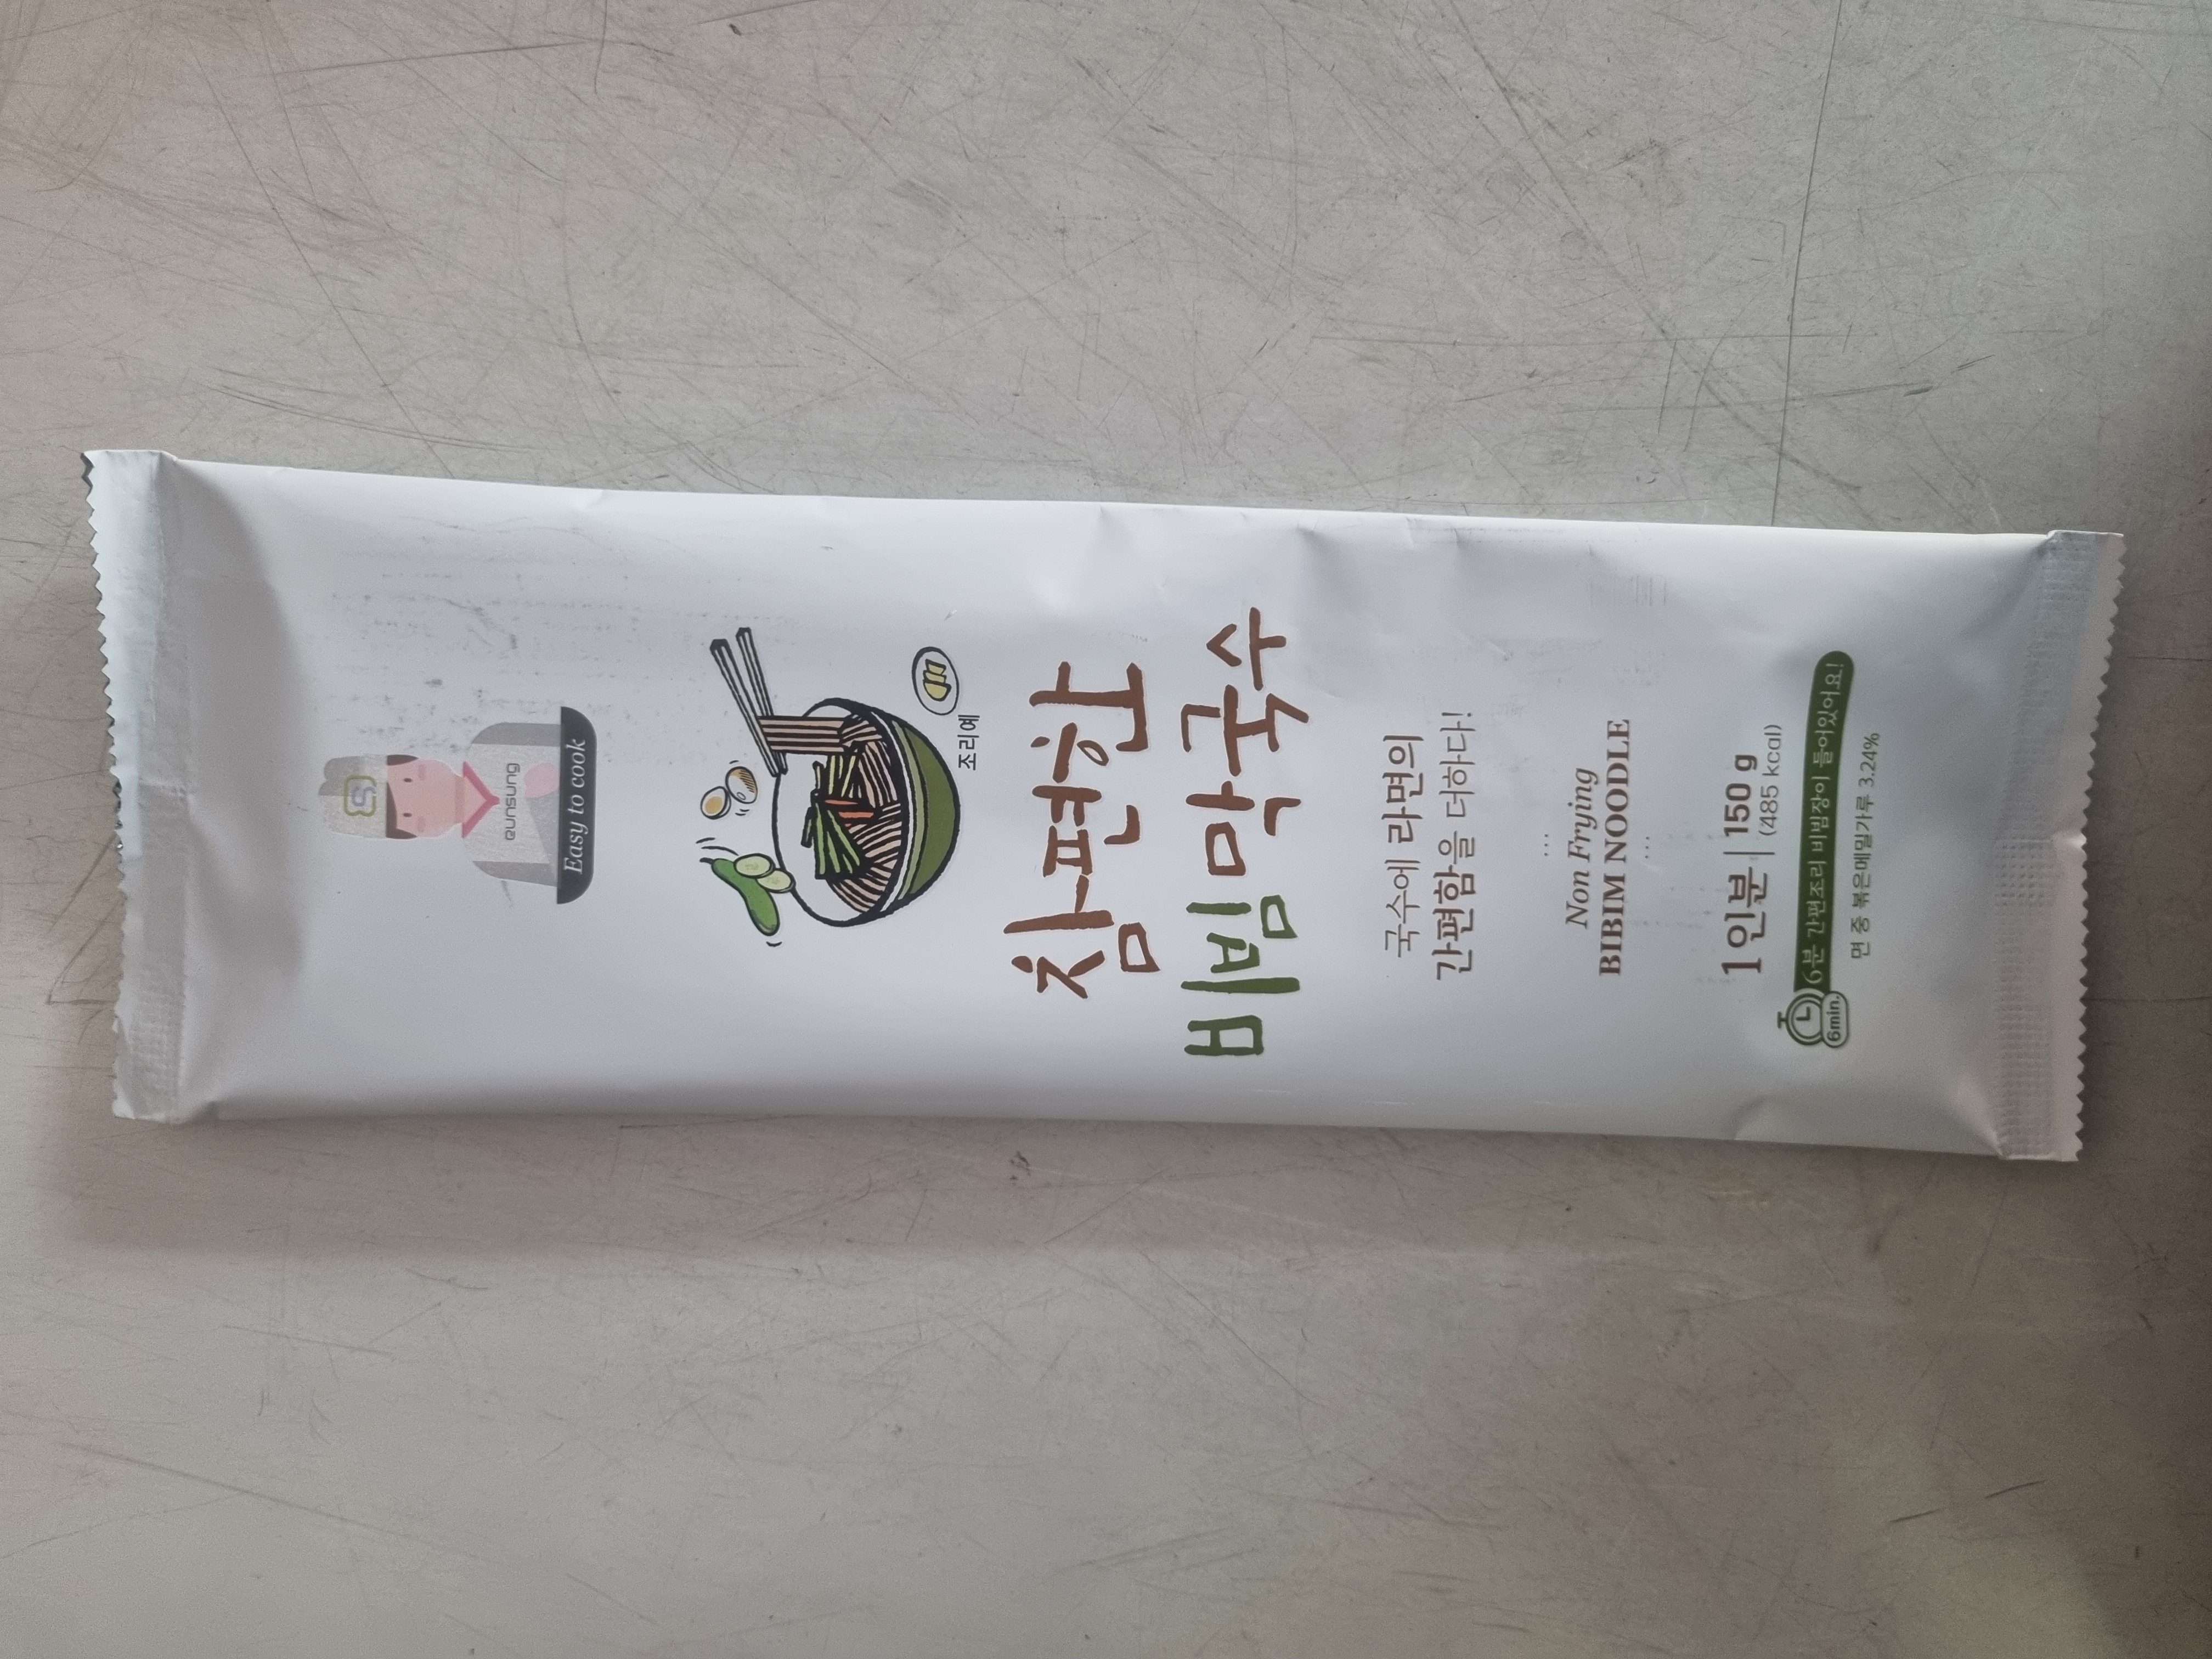 eunsung
Easy to cook
조리예
참편한
비빔막국수
국수에 라면의
간편함을 더하다!
Non Frying
BIBIM NOODLE
1인분 | 150 g
(485 kcal)
6분 간편조리 비빔장이 들어있어요!
6min.
면 중 볶은메밀가루 3.24%